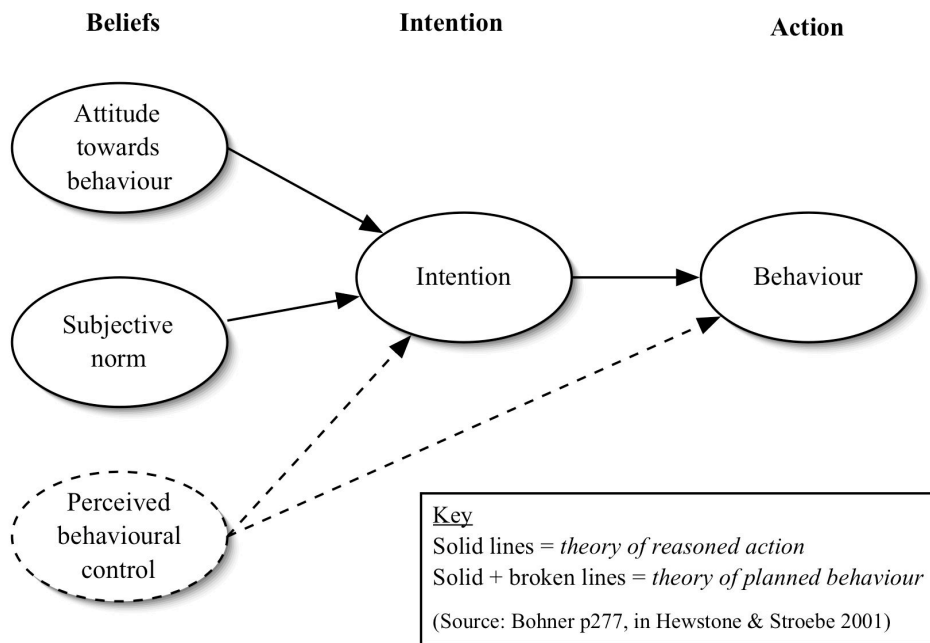 Beliefs
Intention
Action
Attitude
towards
behaviour
Intention
Behaviour
Subjective
norm
Perceived
behavioural
control
Key
Solid lines = theory of reasoned action
Solid + broken lines = theory of planned behaviour
(Source: Bohner p277, in Hewstone & Stroebe 2001)